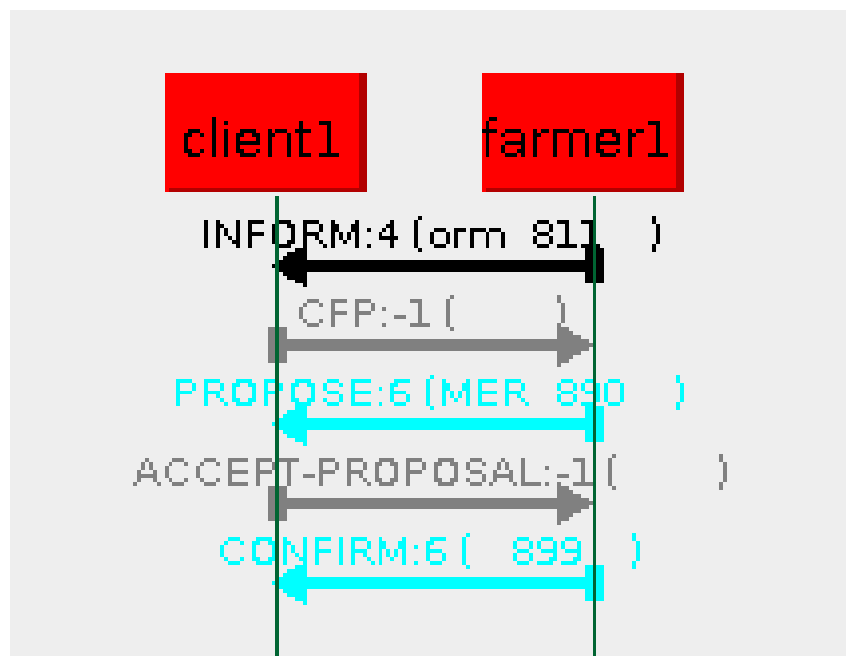 client1 farmer1
INFORM:4 (orm 811 )
CFP:-1 ( )
PROPOSE:6 (MER 890 )
ACCEPT-PROPOSAL:-1 ( )
CONFIRM:6 ( 899 )